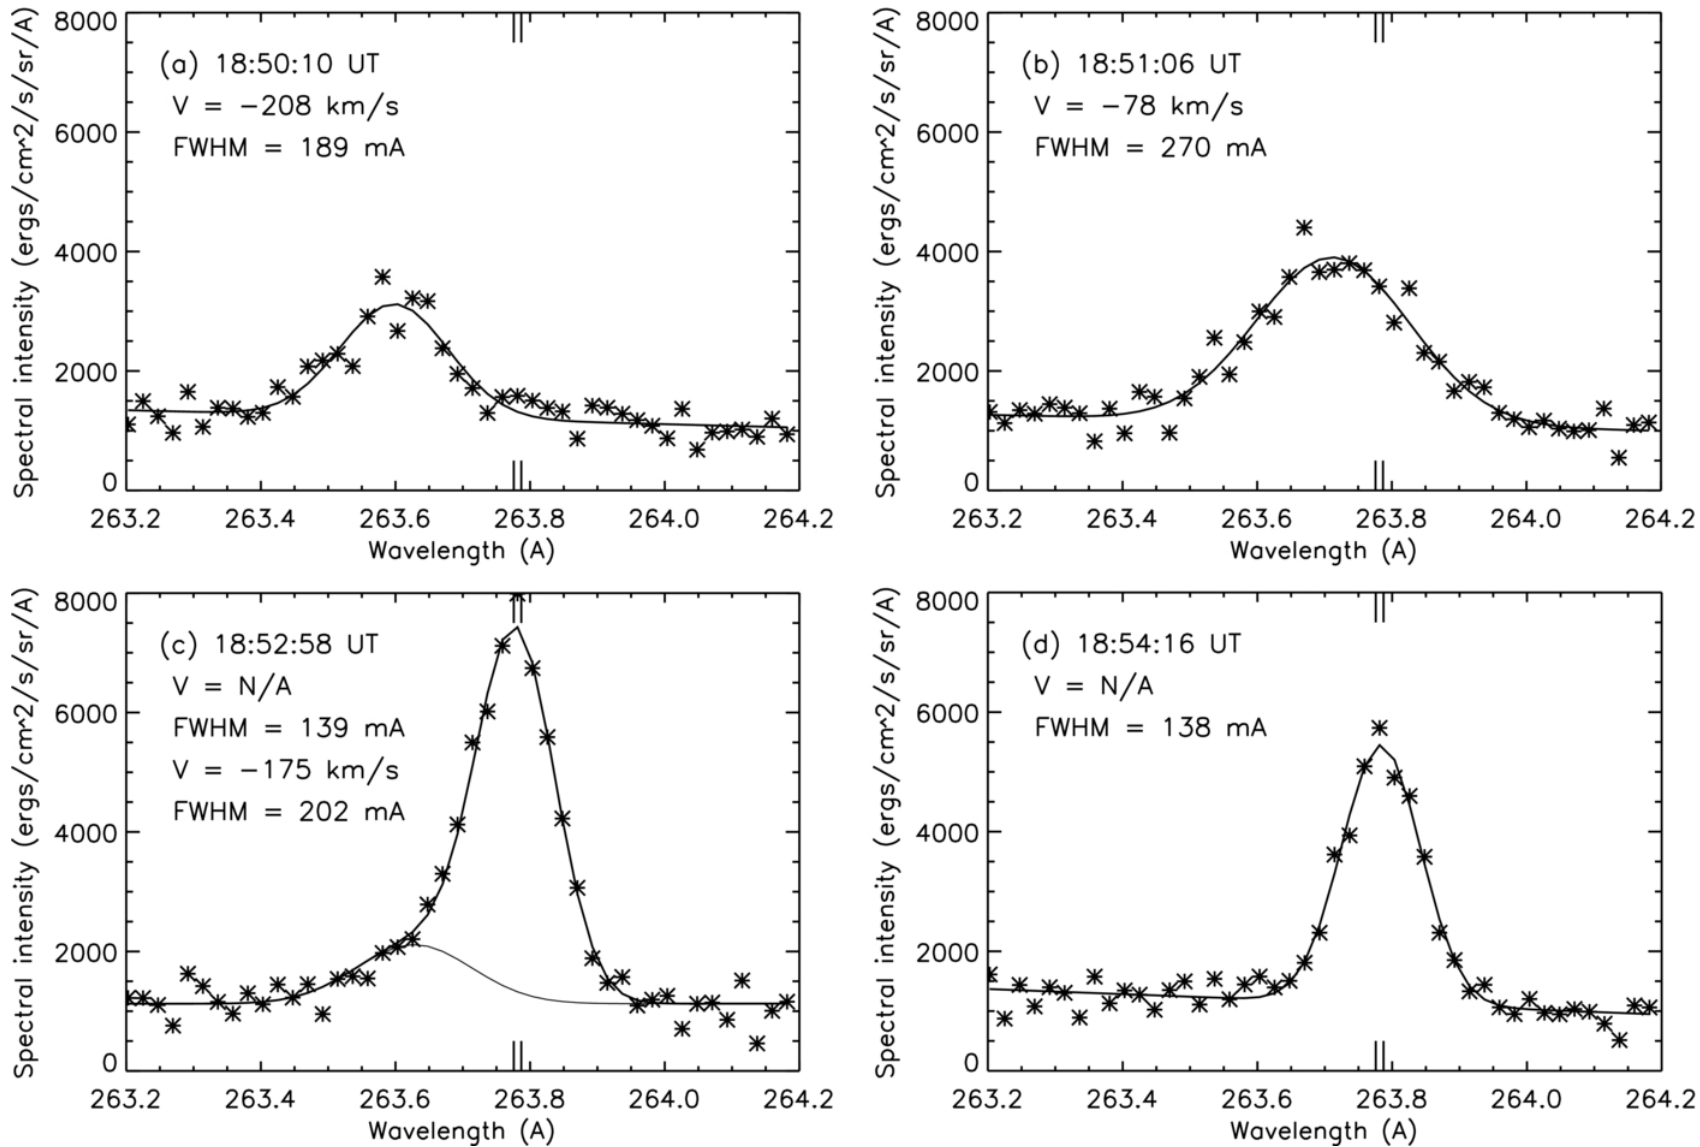 (a) 18:50:10 UT
V = −208 km/s
FWHM = 189 mA
Spectral intensity (ergs/cm^2/s/sr/A)
8000
6000
4000
2000
0
263.2 263.4 263.6 263.8 264.0 264.2
Wavelength (A)
(b) 18:51:06 UT
V = −78 km/s
FWHM = 270 mA
Spectral intensity (ergs/cm^2/s/sr/A)
8000
6000
4000
2000
0
263.2 263.4 263.6 263.8 264.0 264.2
Wavelength (A)
(c) 18:52:58 UT
V = N/A
FWHM = 139 mA
V = −175 km/s
FWHM = 202 mA
Spectral intensity (ergs/cm^2/s/sr/A)
8000
6000
4000
2000
0
263.2 263.4 263.6 263.8 264.0 264.2
Wavelength (A)
(d) 18:54:16 UT
V = N/A
FWHM = 138 mA
Spectral intensity (ergs/cm^2/s/sr/A)
8000
6000
4000
2000
0
263.2 263.4 263.6 263.8 264.0 264.2
Wavelength (A)